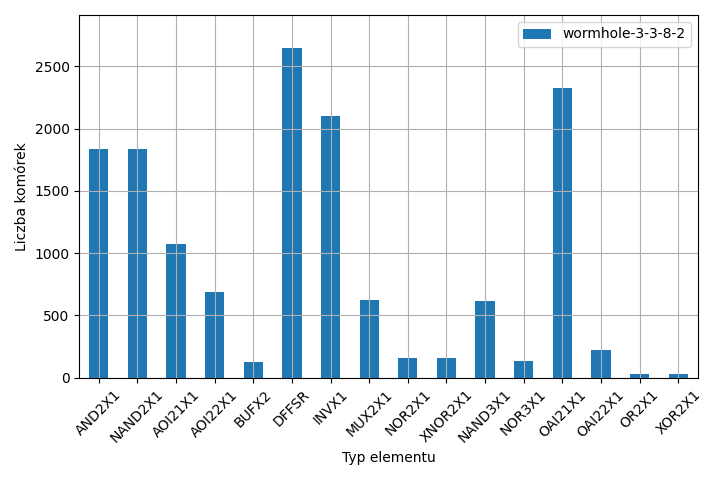 wormhole-3-3-8-2
Liczba komórek
2500
2000
1500
1000
500
0
AND2X1
NAND2X1
AOI21X1
AOI22X1
BUFX2
DFFSR
INVX1
MUX2X1
NOR2X1
XNOR2X1
NAND3X1
NOR3X1
OAI21X1
OAI22X1
OR2X1
XOR2X1
Typ elementu